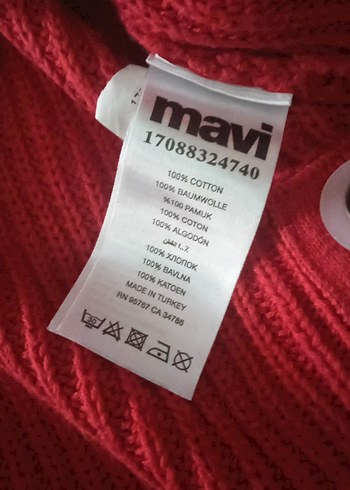 mavi
17088324740
100% COTTON
100% BAUMWOLLE
%100 PAMUK
100% COTON
100% ALGODÓN
100% ХЛОПОК
100% BAVLNA
100% KATOEN
MADE IN TURKEY
RN 95767 CA 34786
30